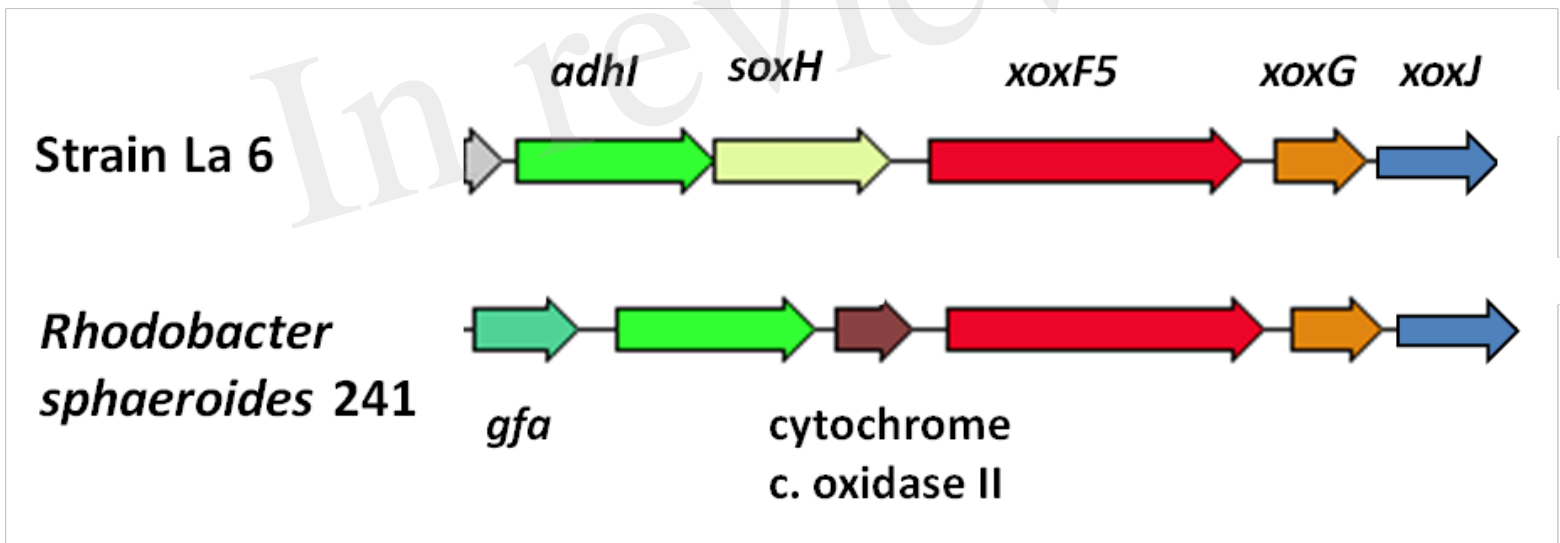 In review
adhI soxH xoxF5 xoxG xoxJ
Strain La 6
Rhodobacter
sphaeroides 241
gfa cytochrome
c. oxidase II